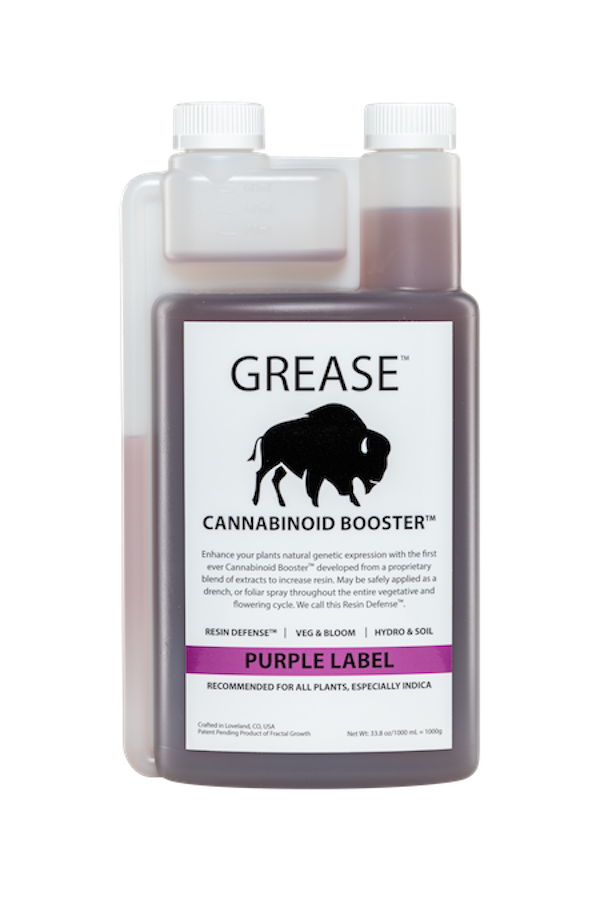 GREASE™
CANNABINOID BOOSTER™
Enhance your plants natural genetic expression with the first
ever Cannabinoid Booster™ developed from a proprietary
blend of extracts to increase resin. May be safely applied as a
drench, or foliar spray throughout the entire vegetative and
flowering cycle. We call this Resin Defense™.
RESIN DEFENSE™ | VEG & BLOOM | HYDRO & SOIL
PURPLE LABEL
RECOMMENDED FOR ALL PLANTS, ESPECIALLY INDICA
Crafted in Loveland, CO, USA
Patent Pending Product of Fractal Growth Net Wt: 33.8 oz/1000 mL = 1000g